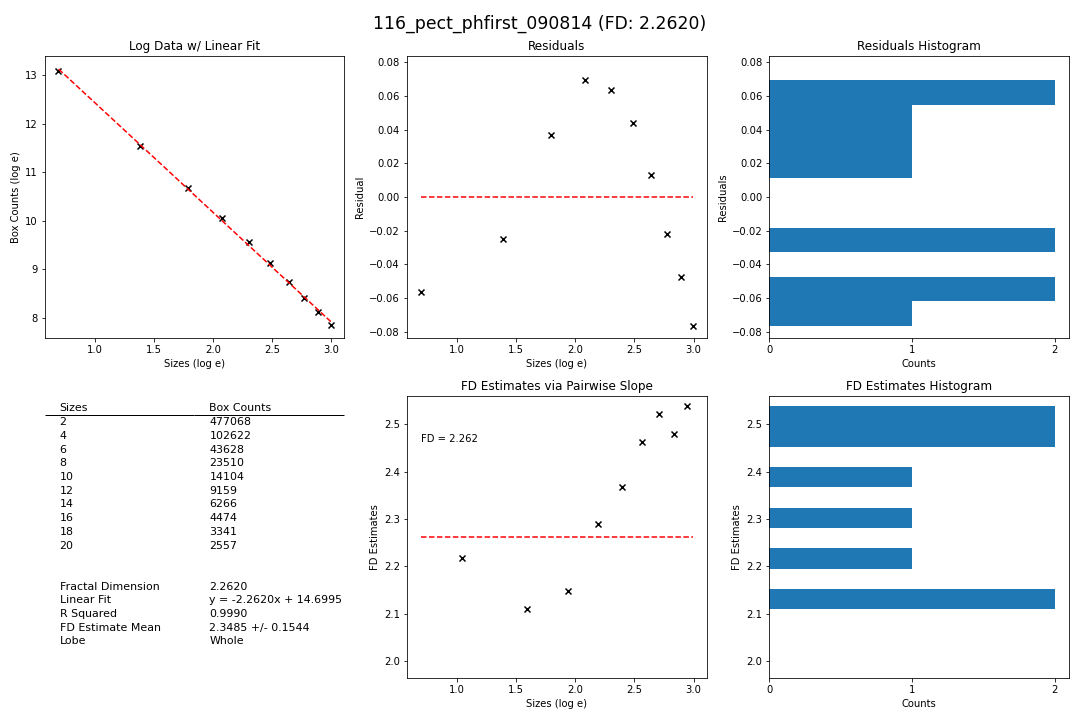 116_pect_phfirst_090814 (FD: 2.2620)
Log Data w/ Linear Fit
Box Counts (log e)
13
12
11
10
9
8
1.0 1.5 2.0 2.5 3.0
Sizes (log e)
Residuals
Residual
0.08
0.06
0.04
0.02
0.00
−0.02
−0.04
−0.06
−0.08
1.0 1.5 2.0 2.5 3.0
Sizes (log e)
Residuals Histogram
Residuals
0.08
0.06
0.04
0.02
0.00
−0.02
−0.04
−0.06
−0.08
0 1 2
Counts
Sizes Box Counts
2 477068
4 102622
6 43628
8 23510
10 14104
12 9159
14 6266
16 4474
18 3341
20 2557
Fractal Dimension 2.2620
Linear Fit y = -2.2620x + 14.6995
R Squared 0.9990
FD Estimate Mean 2.3485 +/- 0.1544
Lobe Whole
FD Estimates via Pairwise Slope
FD Estimates
2.5
2.4
2.3
2.2
2.1
2.0
FD = 2.262
1.0 1.5 2.0 2.5 3.0
Sizes (log e)
FD Estimates Histogram
FD Estimates
2.5
2.4
2.3
2.2
2.1
2.0
0 1 2
Counts